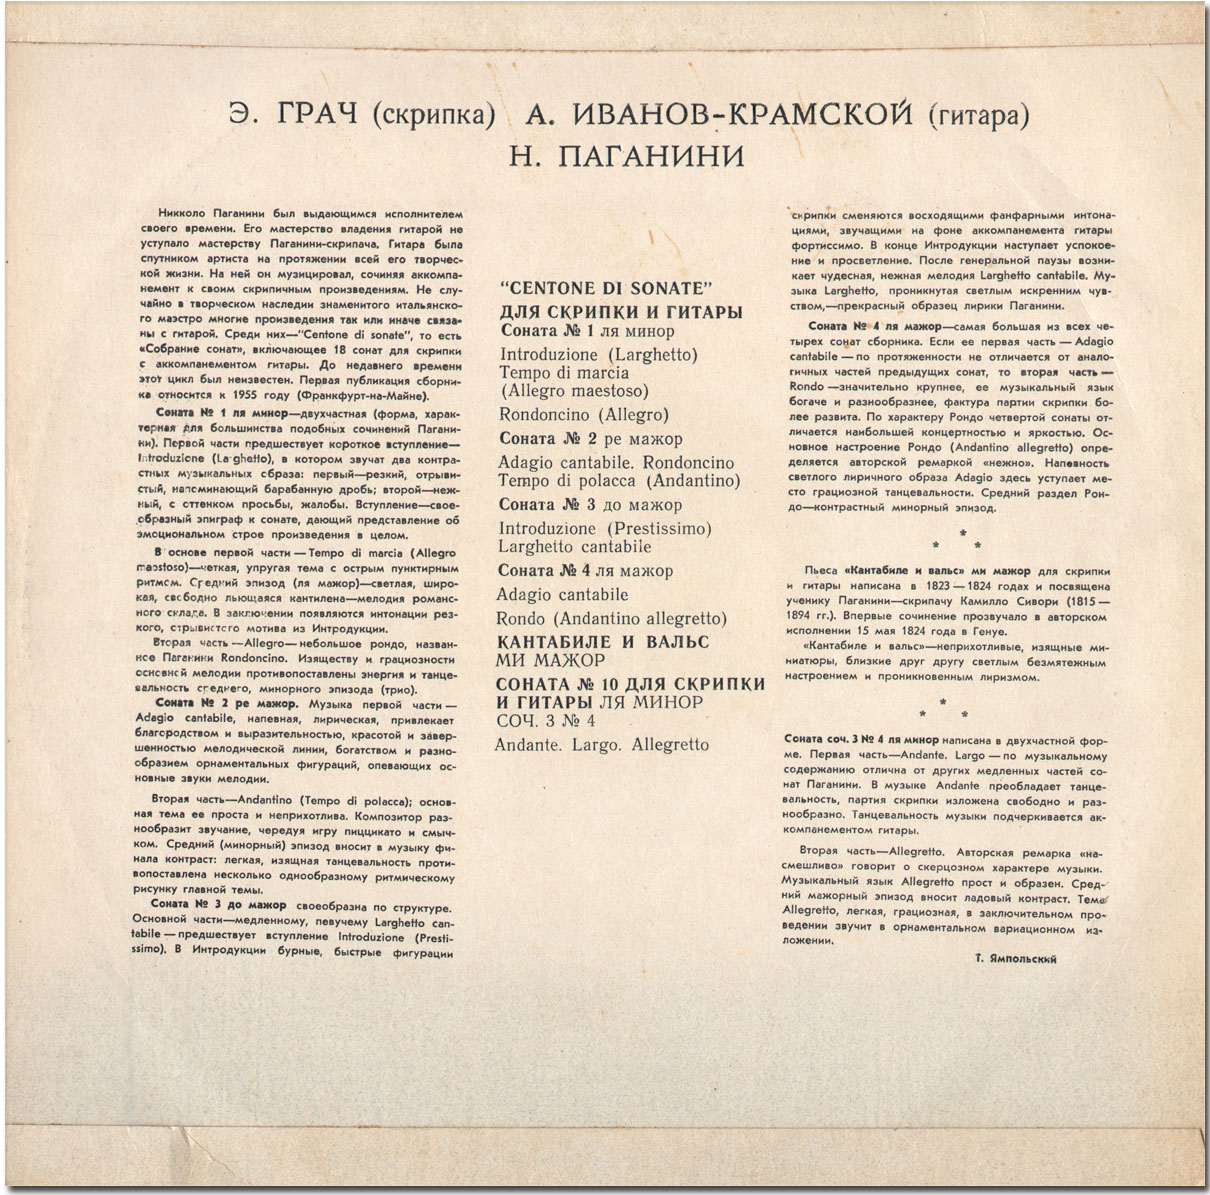 Э. ГРАЧ (скрипка) А. ИВАНОВ-КРАМСКОЙ (гитара)
Н. ПАГАНИНИ
Никколо Паганини был выдающимся исполнителем
своего времени. Его мастерство владения гитарой не
уступало мастерству Паганини-скрипача. Гитара была
спутником артиста на протяжении всей его творчес-
кой жизни. На ней он музицировал, сочиняя аккомпа-
немент к своим скрипичным произведениям. Не слу-
чайно в творческом наследии знаменитого итальянско-
го маэстро многие произведения так или иначе связа-
ны с гитарой. Среди них—"Centone di sonate", то есть
«Собрание сонат», включающее 18 сонат для скрипки
с аккомпанементом гитары. До недавнего времени
этот цикл был неизвестен. Первая публикация сборни-
ка относится к 1955 году (Франкфурт-на-Майне).
Соната № 1 ля минор—двухчастная (форма, харак-
терная для большинства подобных сочинений Пагани-
ни). Первой части предшествует короткое вступление—
Introduzione (Larghetto), в котором звучат два контра-
стных музыкальных образа: первый—резкий, отрыви-
стый, напоминающий барабанную дробь; второй—неж-
ный, с оттенком просьбы, жалобы. Вступление—свое-
образный эпиграф к сонате, дающий представление об
эмоциональном строе произведения в целом.
В основе первой части — Tempo di marcia (Allegro
maestoso)—четкая, упругая тема с острым пунктирным
ритмом. Средний эпизод (ля мажор)—светлая, широ-
кая, свободно льющаяся кантилена—мелодия романс-
ного склада. В заключении появляются интонации рез-
кого, отрывистого мотива из Интродукции.
Вторая часть —Allegro— небольшое рондо, назван-
ное Паганини Rondoncino. Изяществу и грациозности
основной мелодии противопоставлены энергия и танце-
вальность среднего, минорного эпизода (трио).
Соната № 2 ре мажор. Музыка первой части —
Adagio cantabile, напевная, лирическая, привлекает
благородством и выразительностью, красотой и завер-
шенностью мелодической линии, богатством и разно-
образием орнаментальных фигураций, опевающих ос-
новные звуки мелодии.
Вторая часть—Andantino (Tempo di polacca); основ-
ная тема ее проста и неприхотлива. Композитор раз-
нообразит звучание, чередуя игру пиццикато и смыч-
ком. Средний (минорный) эпизод вносит в музыку фи-
нала контраст: легкая, изящная танцевальность проти-
вопоставлена несколько однообразному ритмическому
рисунку главной темы.
Соната № 3 до мажор своеобразна по структуре.
Основной части—медленному, певучему Larghetto can-
tabile — предшествует вступление Introduzione (Presti-
ssimo). В Интродукции бурные, быстрые фигурации
"CENTONE DI SONATE"
ДЛЯ СКРИПКИ И ГИТАРЫ
Соната № 1 ля минор
Introduzione (Larghetto)
Tempo di marcia
(Allegro maestoso)
Rondoncino (Allegro)
Соната № 2 ре мажор
Adagio cantabile. Rondoncino
Tempo di polacca (Andantino)
Соната № 3 до мажор
Introduzione (Prestissimo)
Larghetto cantabile
Соната № 4 ля мажор
Adagio cantabile
Rondo (Andantino allegretto)
КАНТАБИЛЕ И ВАЛЬС
МИ МАЖОР
СОНАТА № 10 ДЛЯ СКРИПКИ
И ГИТАРЫ ЛЯ МИНОР
СОЧ. 3 № 4
Andante. Largo. Allegretto
скрипки сменяются восходящими фанфарными интона-
циями, звучащими на фоне аккомпанемента гитары
фортиссимо. В конце Интродукции наступает успокое-
ние и просветление. После генеральной паузы возни-
кает чудесная, нежная мелодия Larghetto cantabile. Му-
зыка Larghetto, проникнутая светлым искренним чув-
ством,—прекрасный образец лирики Паганини.
Соната № 4 ля мажор—самая большая из всех че-
тырех сонат сборника. Если ее первая часть — Adagio
cantabile — по протяженности не отличается от анало-
гичных частей предыдущих сонат, то вторая часть —
Rondo —значительно крупнее, ее музыкальный язык
богаче и разнообразнее, фактура партии скрипки бо-
лее развита. По характеру Рондо четвертой сонаты от-
личается наибольшей концертностью и яркостью. Ос-
новное настроение Рондо (Andantino allegretto) опре-
деляется авторской ремаркой «нежно». Напевность
светлого лиричного образа Adagio здесь уступает ме-
сто грациозной танцевальности. Средний раздел Рон-
до—контрастный минорный эпизод.
*
* *
Пьеса «Кантабиле и вальс» ми мажор для скрипки
и гитары написана в 1823 — 1824 годах и посвящена
ученику Паганини—скрипачу Камилло Сивори (1815 —
1894 гг.). Впервые сочинение прозвучало в авторском
исполнении 15 мая 1824 года в Генуе.
«Кантабиле и вальс»—неприхотливые, изящные ми-
ниатюры, близкие друг другу светлым безмятежным
настроением и проникновенным лиризмом.
*
* *
Соната соч. 3 № 4 ля минор написана в двухчастной фор-
ме. Первая часть—Andante. Largo — по музыкальному
содержанию отлична от других медленных частей со-
нат Паганини. В музыке Andante преобладает танце-
вальность, партия скрипки изложена свободно и раз-
нообразно. Танцевальность музыки подчеркивается ак-
компанементом гитары.
Вторая часть—Allegretto. Авторская ремарка «на-
смешливо» говорит о скерцозном характере музыки.
Музыкальный язык Allegretto прост и образен. Сред-
ний мажорный эпизод вносит ладовый контраст. Тема
Allegretto, легкая, грациозная, в заключительном про-
ведении звучит в орнаментальном вариационном из-
ложении.
Т. Ямпольский